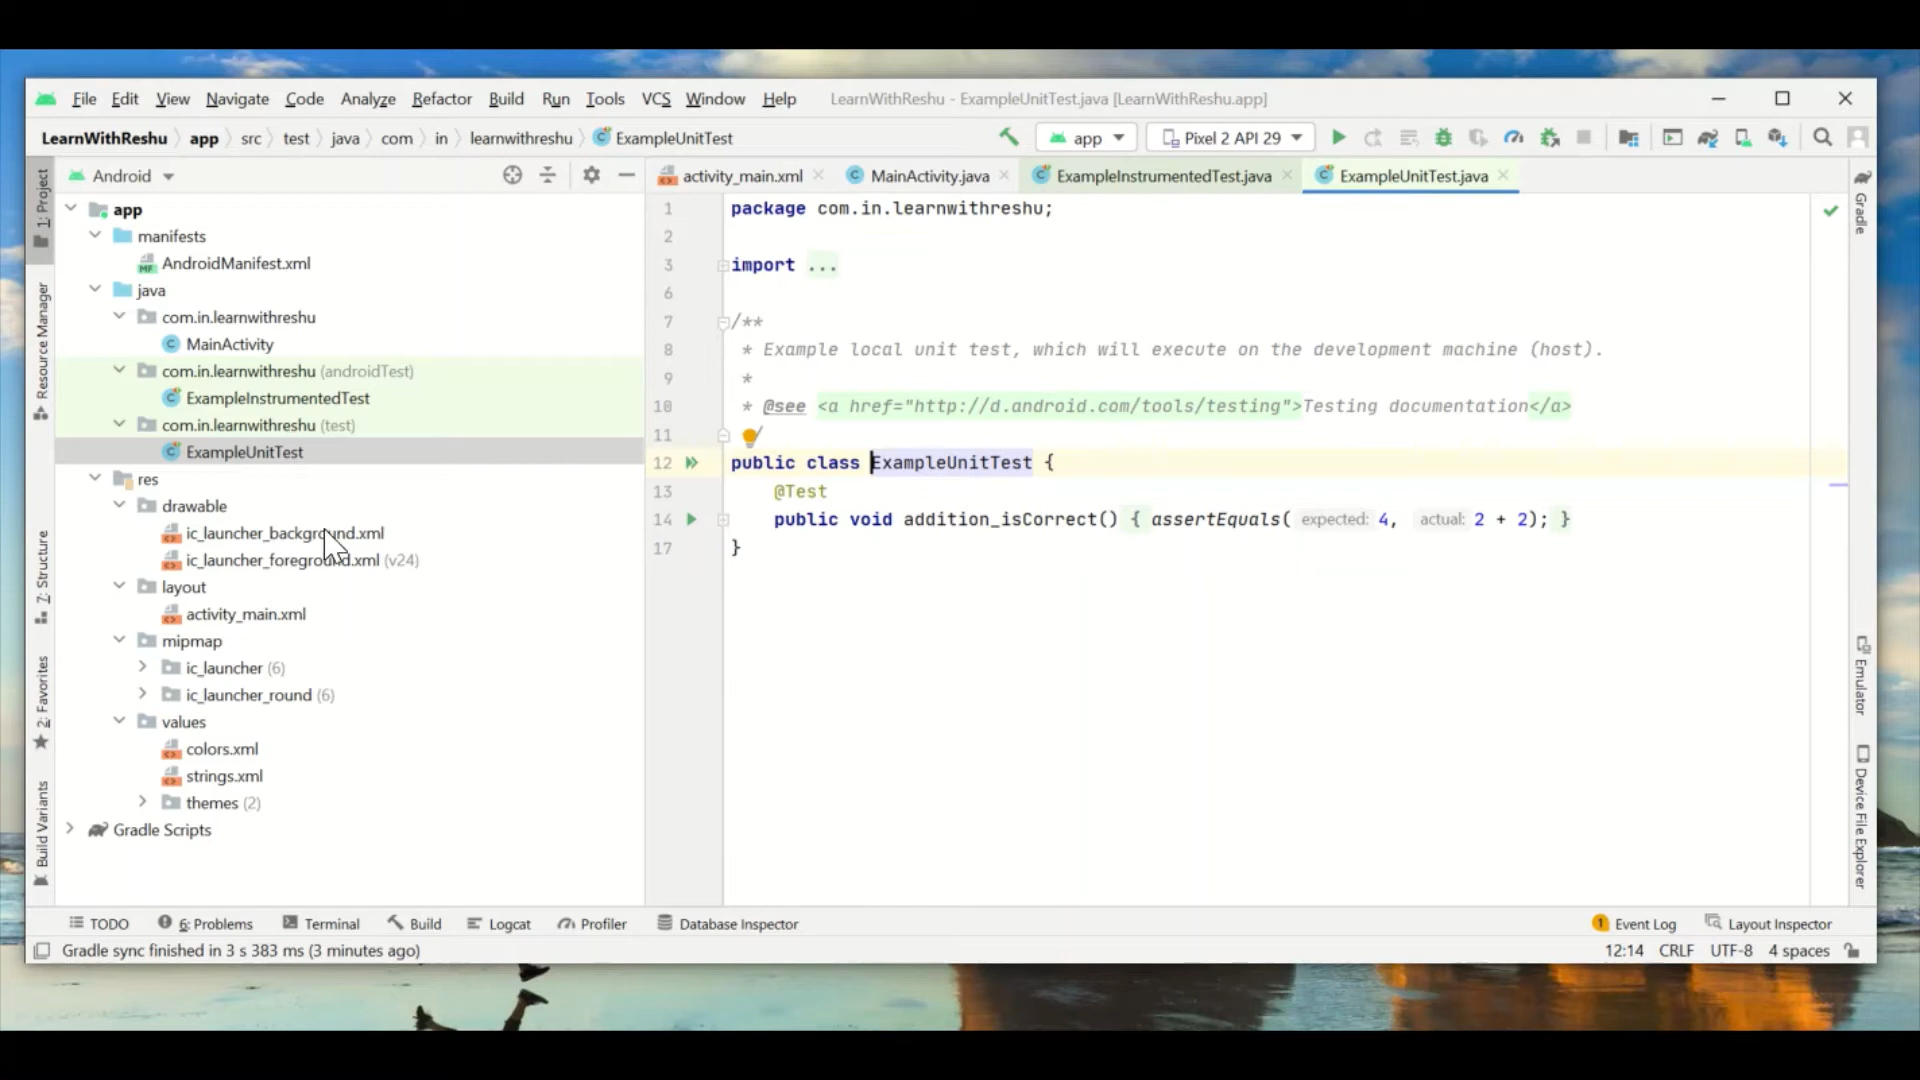 File Edit View Navigate Code Analyze Refactor Build Run Tools VCS Window Help LearnWithReshu - ExampleUnitTest.java [LearnWithReshu.app]
LearnWithReshu app src test java com in learnwithreshu ExampleUnitTest app Pixel 2 API 29
1: Project
Resource Manager
Z: Structure
2: Favorites
Build Variants
Android
app
manifests
AndroidManifest.xml
java
com.in.learnwithreshu
MainActivity
com.in.learnwithreshu (androidTest)
ExampleInstrumentedTest
com.in.learnwithreshu (test)
ExampleUnitTest
res
drawable
ic_launcher_background.xml
ic_launcher_foreground.xml (v24)
layout
activity_main.xml
mipmap
ic_launcher (6)
ic_launcher_round (6)
values
colors.xml
strings.xml
themes (2)
Gradle Scripts
activity_main.xml MainActivity.java ExampleInstrumentedTest.java ExampleUnitTest.java
1 package com.in.learnwithreshu;
2
3 import ...
6
7 /**
8 * Example local unit test, which will execute on the development machine (host).
9 *
10 * @see <a href="http://d.android.com/tools/testing">Testing documentation</a>
11 /
12 public class ExampleUnitTest {
13 @Test
14 public void addition_isCorrect() { assertEquals( expected: 4, actual: 2 + 2); }
17 }
Gradle
Emulator
Device File Explorer
TODO 6: Problems Terminal Build Logcat Profiler Database Inspector 1 Event Log Layout Inspector
Gradle sync finished in 3 s 383 ms (3 minutes ago) 12:14 CRLF UTF-8 4 spaces